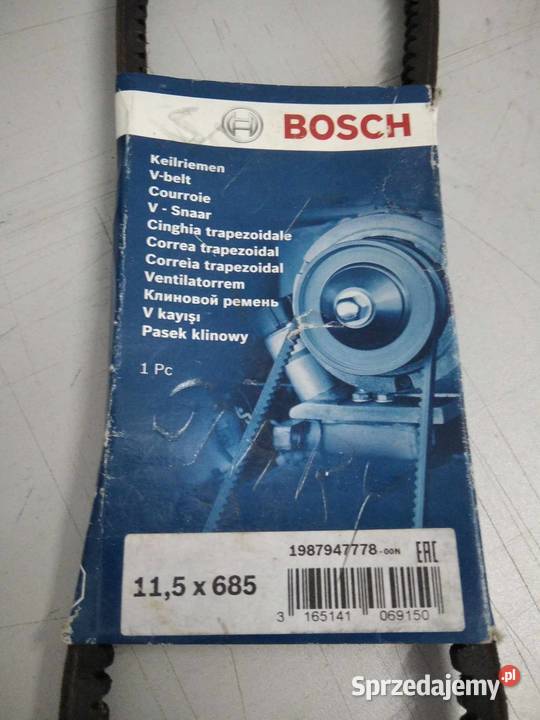 BOSCH
Keilriemen
V-belt
Courroie
V - Snaar
Cinghia trapezoidale
Correa trapezoidal
Correia trapezoidal
Ventilatorrem
Клиновой ремень
V kayışı
Pasek klinowy
1 Pc
1987947778-00N
EAC
11,5 x 685
3 165141 069150
Sprzedajemy.pl